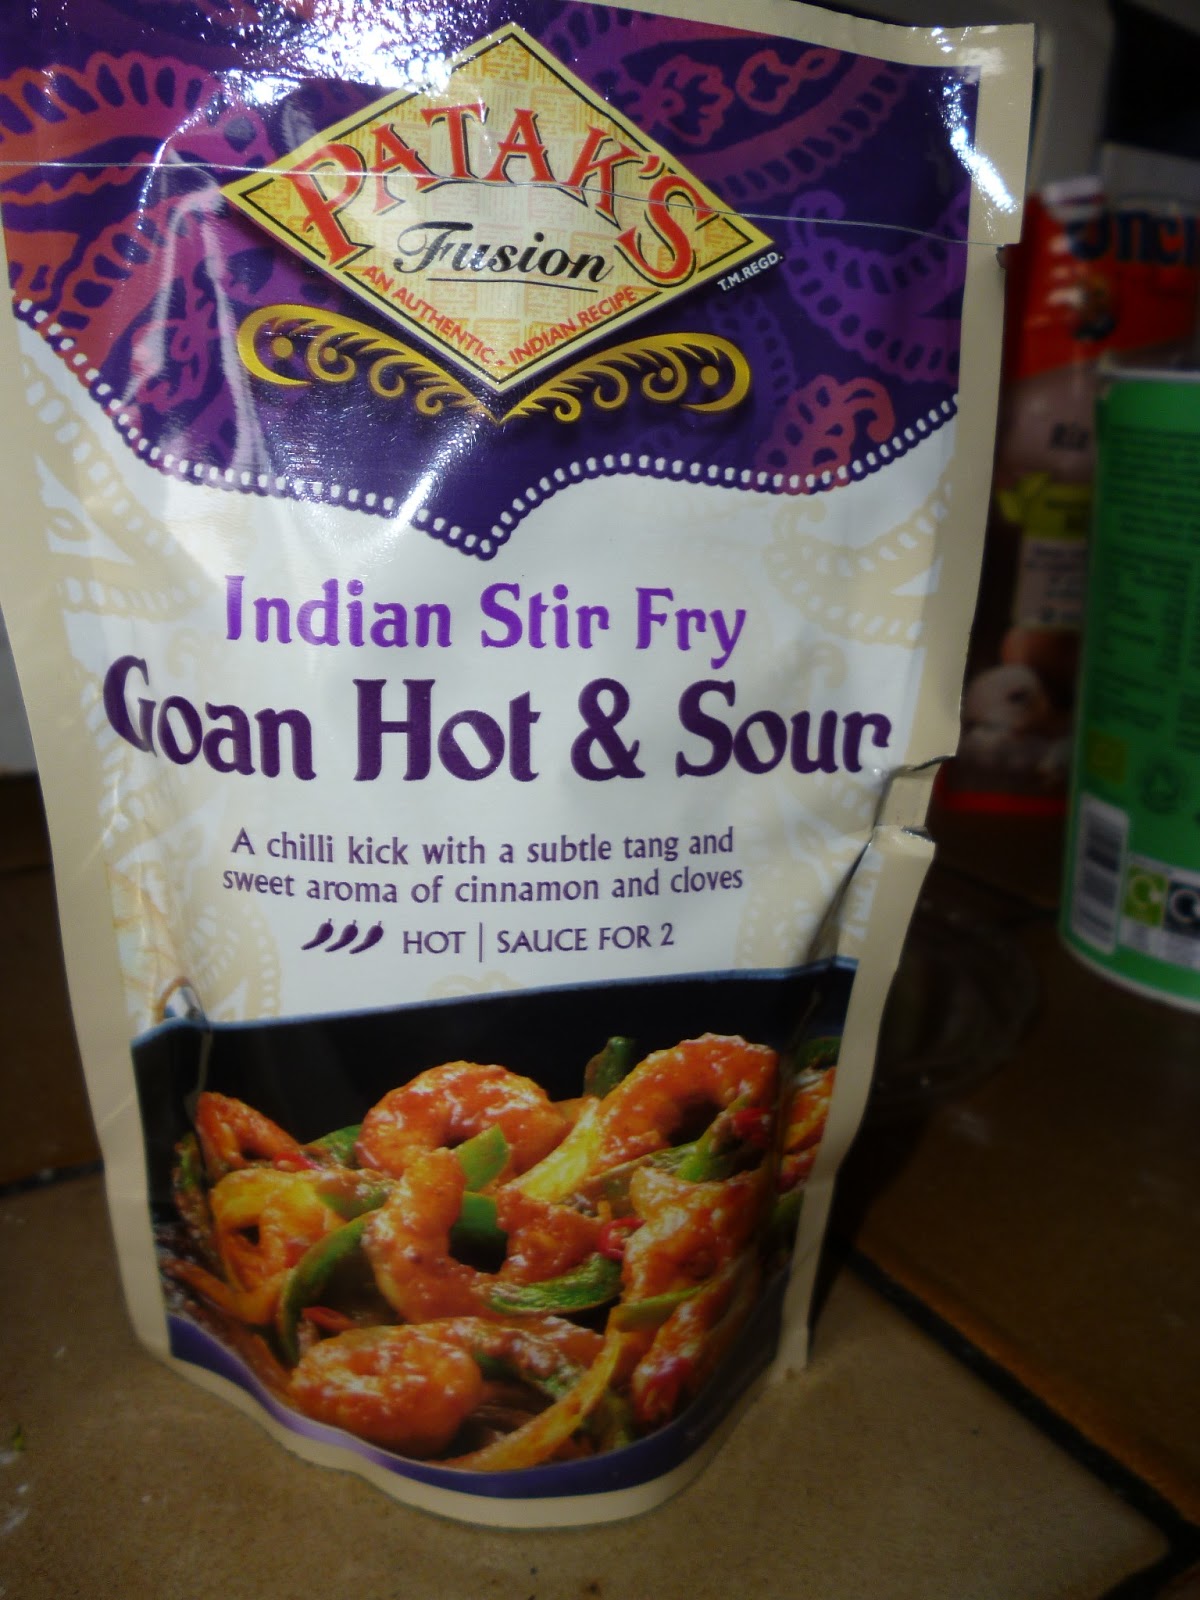 PATAK'S
Fusion
AN AUTHENTIC INDIAN RECIPE
T.M.REGD.
Indian Stir Fry
Goan Hot & Sour
A chilli kick with a subtle tang and
sweet aroma of cinnamon and cloves
HOT | SAUCE FOR 2